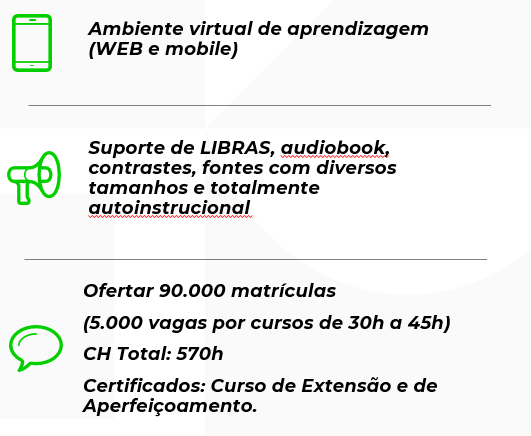 Ambiente virtual de aprendizagem
(WEB e mobile)
Suporte de LIBRAS, audiobook,
contrastes, fontes com diversos
tamanhos e totalmente
autoinstrucional
Ofertar 90.000 matrículas
(5.000 vagas por cursos de 30h a 45h)
CH Total: 570h
Certificados: Curso de Extensão e de
Aperfeiçoamento.